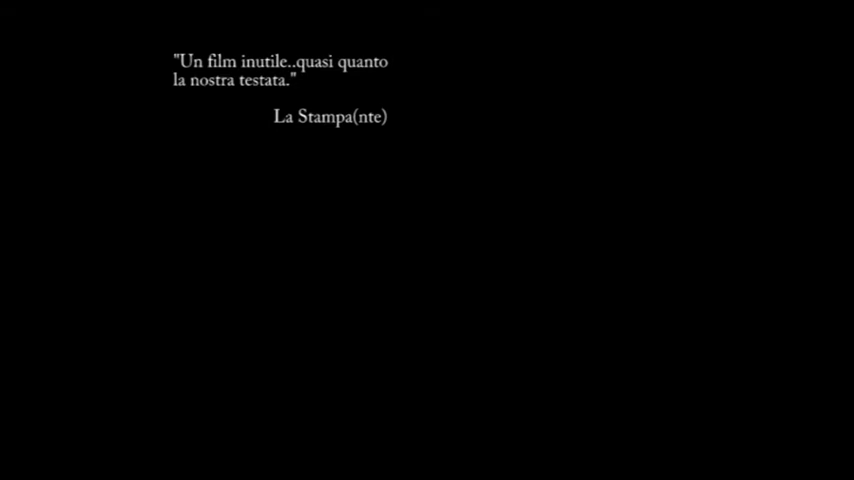 "Un film inutile..quasi quanto
la nostra testata."
La Stampa(nte)